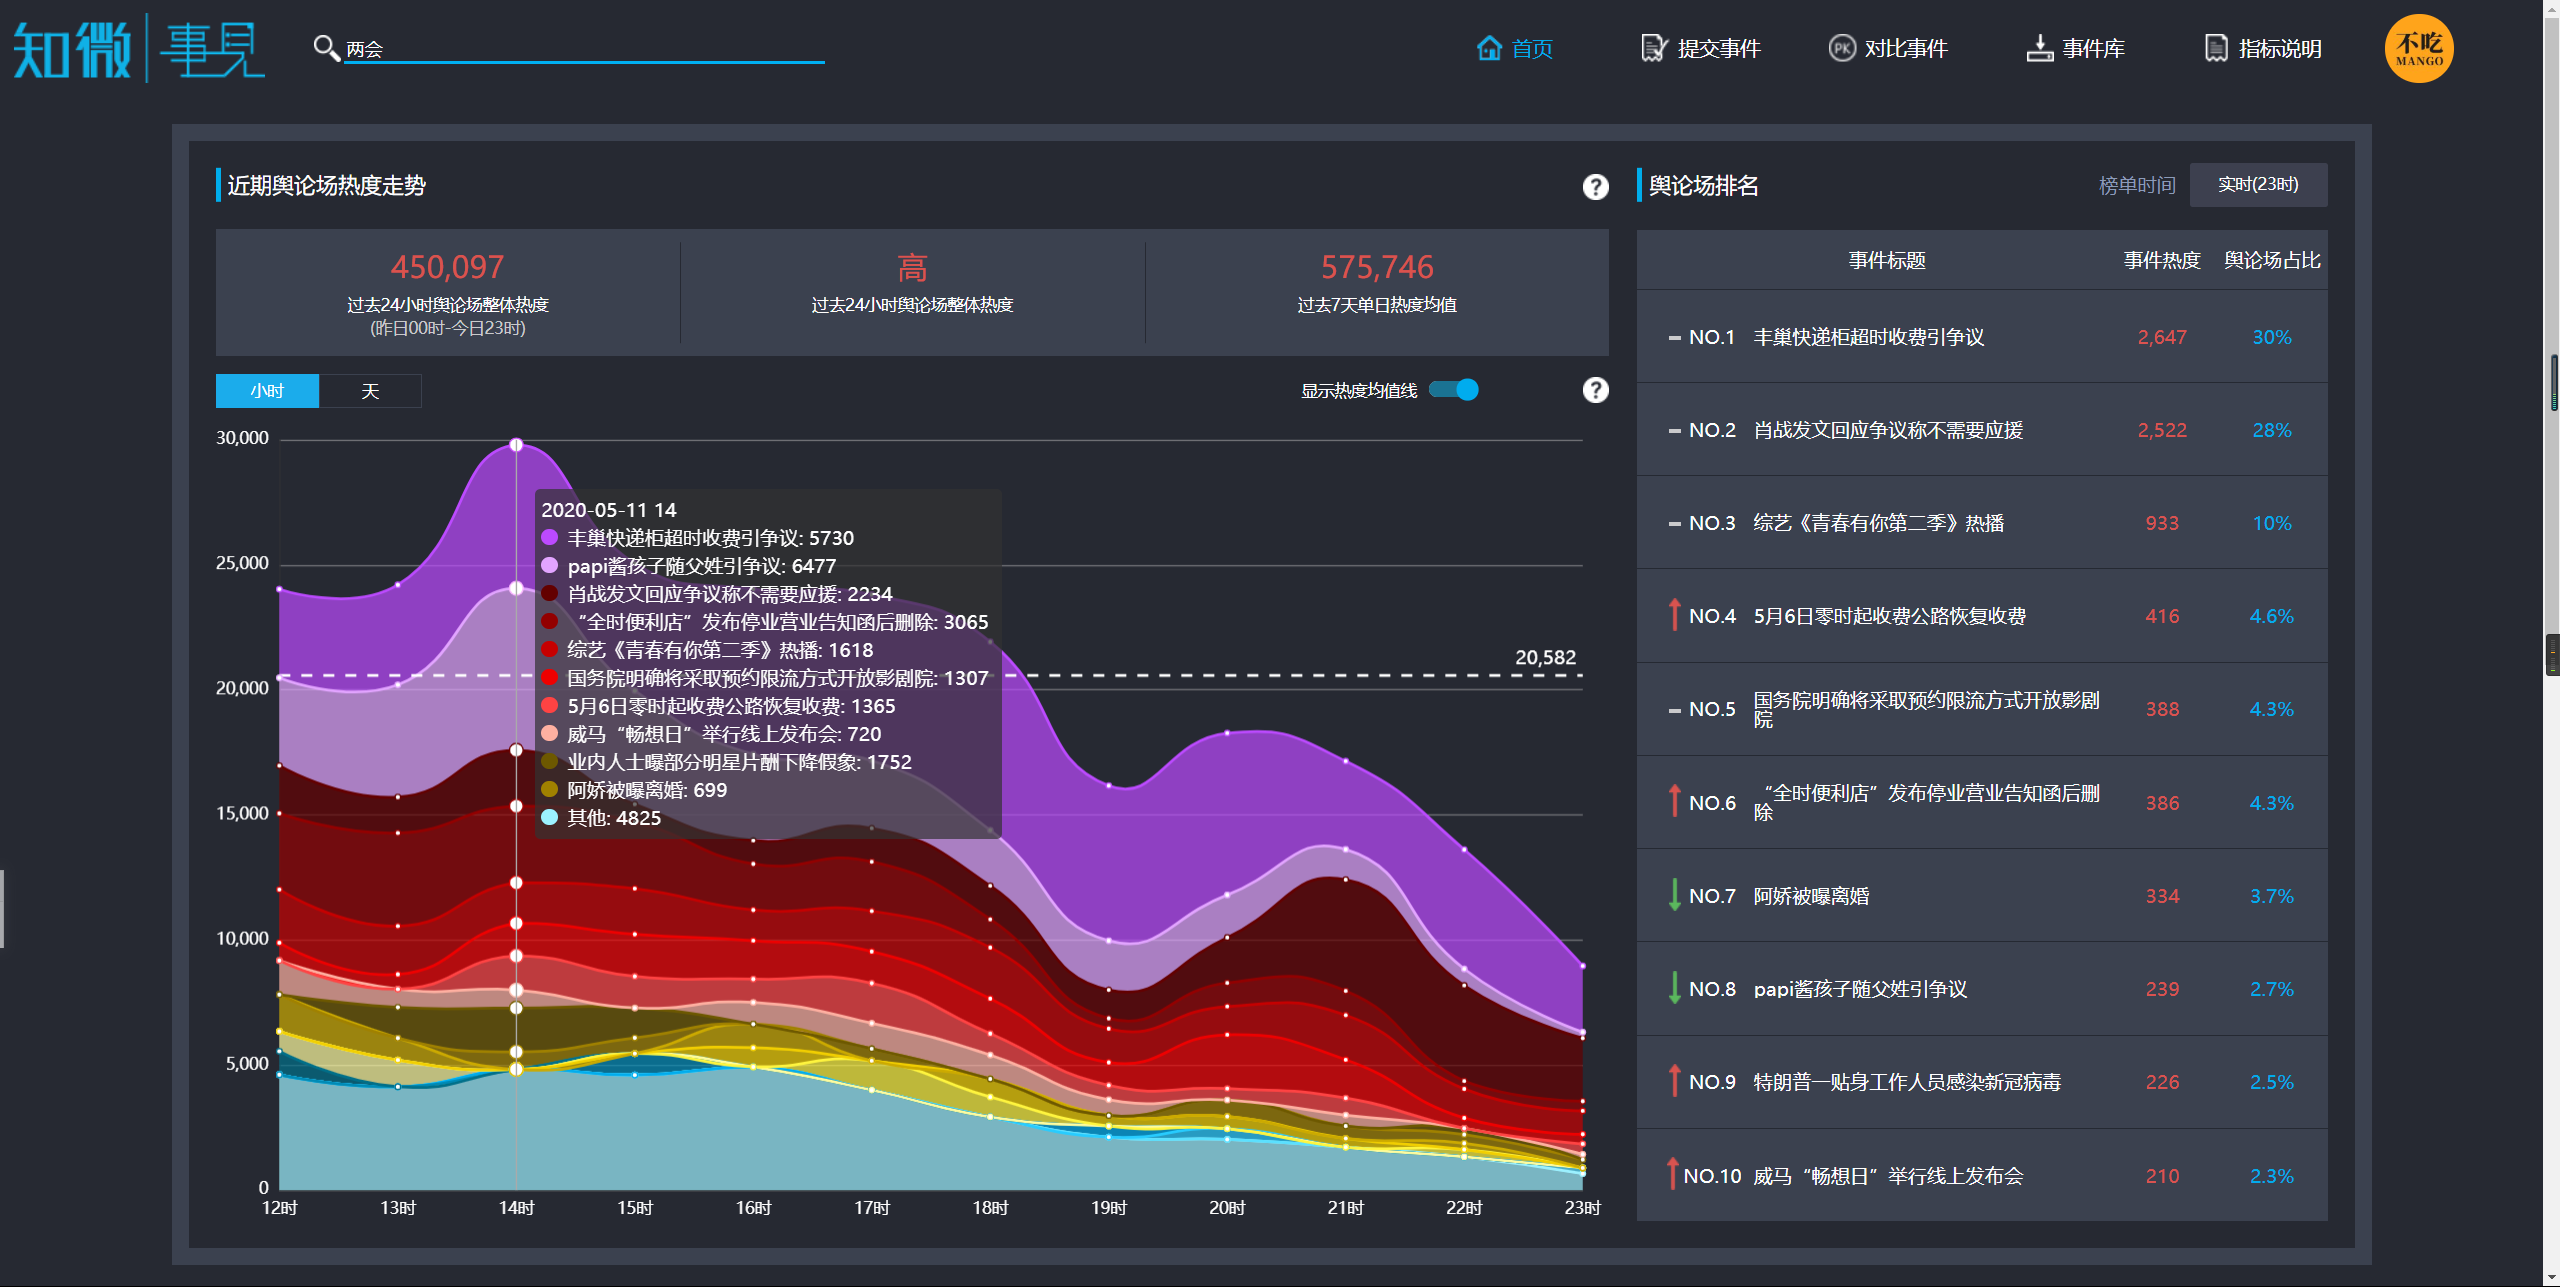 知微 | 事見
两会
首页
提交事件
PK 对比事件
事件库
指标说明
不吃
MANGO
近期舆论场热度走势
?
450,097
过去24小时舆论场整体热度
(昨日00时-今日23时)
高
过去24小时舆论场整体热度
575,746
过去7天单日热度均值
小时
天
显示热度均值线
?
30,000
25,000
20,000
15,000
10,000
5,000
0
20,582
2020-05-11 14
丰巢快递柜超时收费引争议: 5730
papi酱孩子随父姓引争议: 6477
肖战发文回应争议称不需要应援: 2234
“全时便利店”发布停业营业告知函后删除: 3065
综艺《青春有你第二季》热播: 1618
国务院明确将采取预约限流方式开放影剧院: 1307
5月6日零时起收费公路恢复收费: 1365
威马“畅想日”举行线上发布会: 720
业内人士曝部分明星片酬下降假象: 1752
阿娇被曝离婚: 699
其他: 4825
12时
13时
14时
15时
16时
17时
18时
19时
20时
21时
22时
23时
舆论场排名
榜单时间
实时(23时)
事件标题 事件热度 舆论场占比
NO.1 丰巢快递柜超时收费引争议 2,647 30%
NO.2 肖战发文回应争议称不需要应援 2,522 28%
NO.3 综艺《青春有你第二季》热播 933 10%
NO.4 5月6日零时起收费公路恢复收费 416 4.6%
NO.5 国务院明确将采取预约限流方式开放影剧
院 388 4.3%
NO.6 “全时便利店”发布停业营业告知函后删
除 386 4.3%
NO.7 阿娇被曝离婚 334 3.7%
NO.8 papi酱孩子随父姓引争议 239 2.7%
NO.9 特朗普一贴身工作人员感染新冠病毒 226 2.5%
NO.10 威马“畅想日”举行线上发布会 210 2.3%